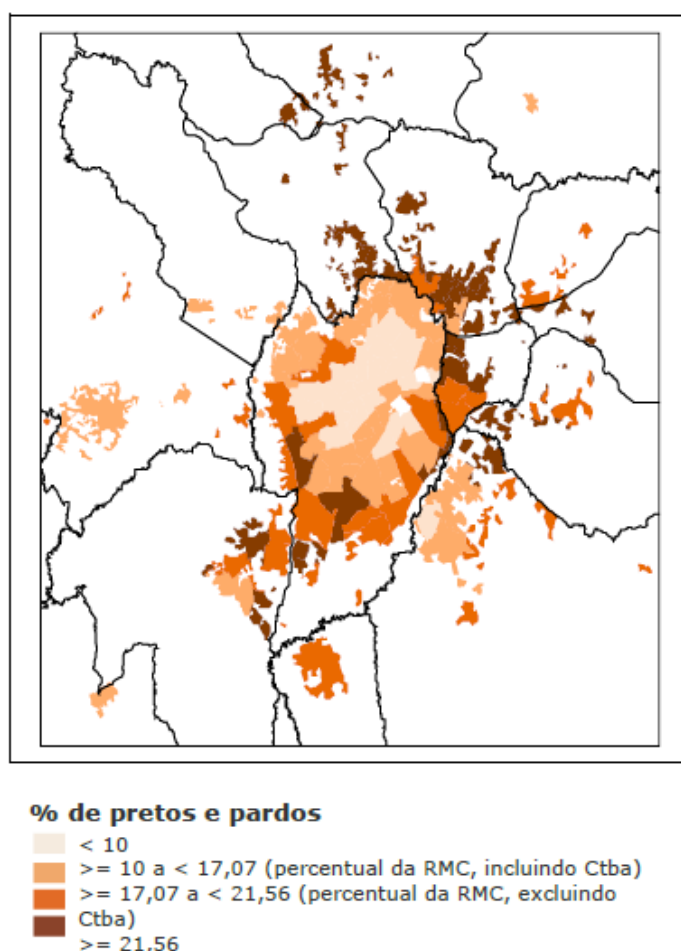 % de pretos e pardos
< 10
>= 10 a < 17,07 (percentual da RMC, incluindo Ctba)
>= 17,07 a < 21,56 (percentual da RMC, excluindo
Ctba)
>= 21,56